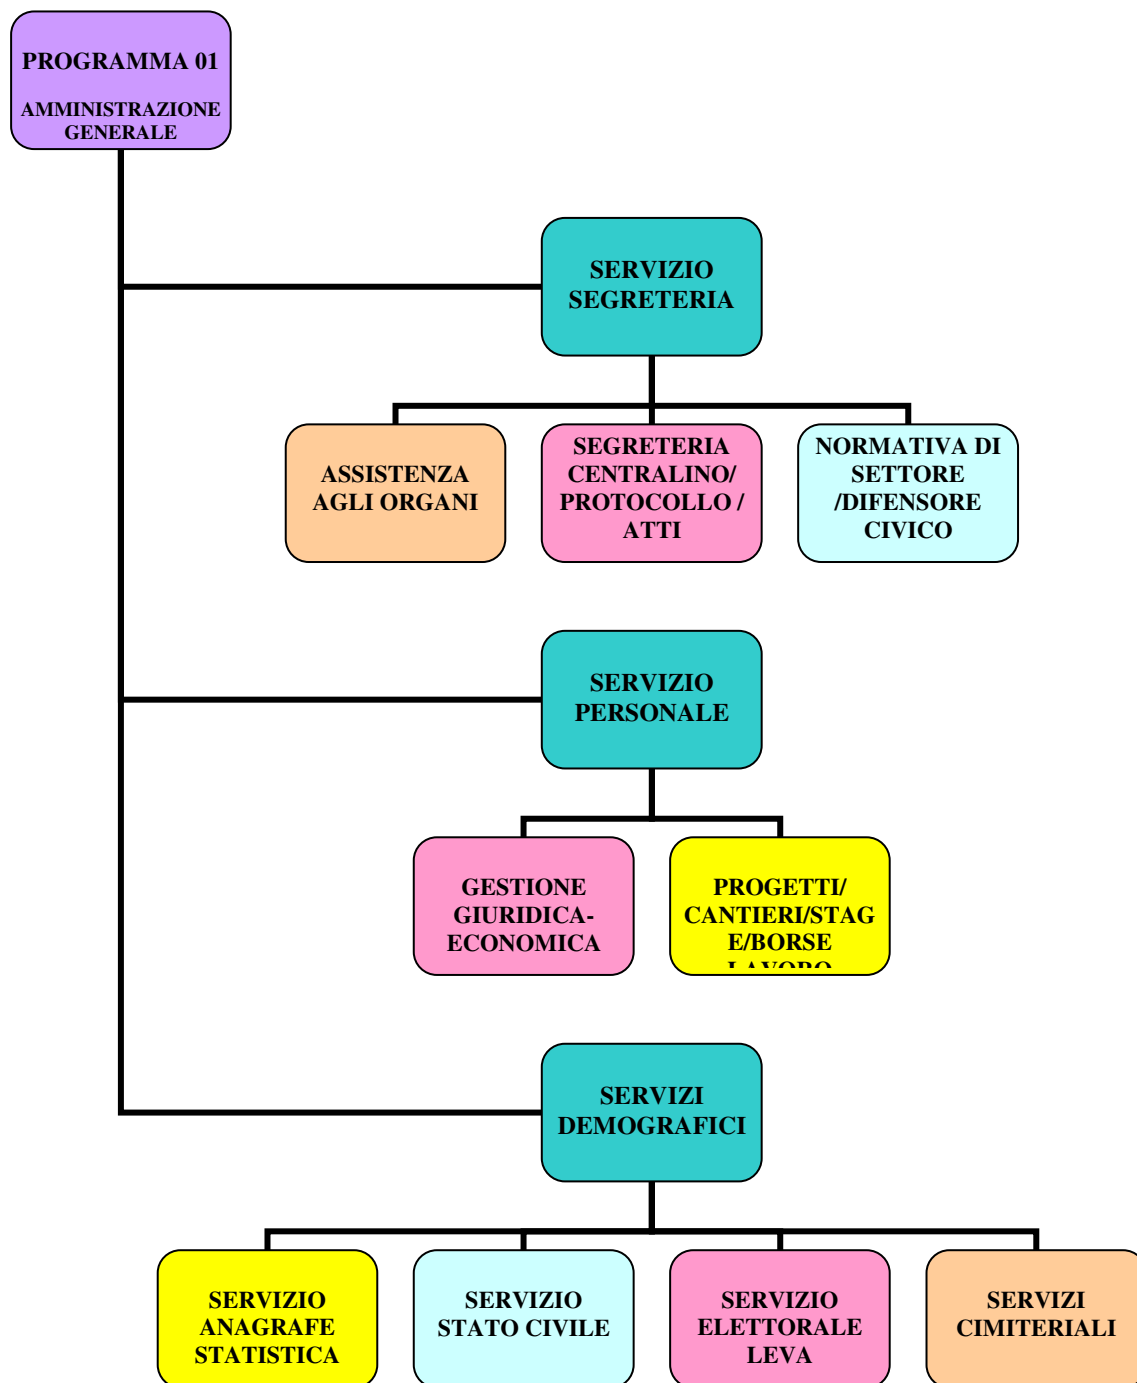 PROGRAMMA 01
AMMINISTRAZIONE
GENERALE
SERVIZIO
SEGRETERIA
ASSISTENZA
AGLI ORGANI
SEGRETERIA
CENTRALINO/
PROTOCOLLO /
ATTI
NORMATIVA DI
SETTORE
/DIFENSORE
CIVICO
SERVIZIO
PERSONALE
GESTIONE
GIURIDICA-
ECONOMICA
PROGETTI/
CANTIERI/STAG
E/BORSE
LAVORO
SERVIZI
DEMOGRAFICI
SERVIZIO
ANAGRAFE
STATISTICA
SERVIZIO
STATO CIVILE
SERVIZIO
ELETTORALE
LEVA
SERVIZI
CIMITERIALI